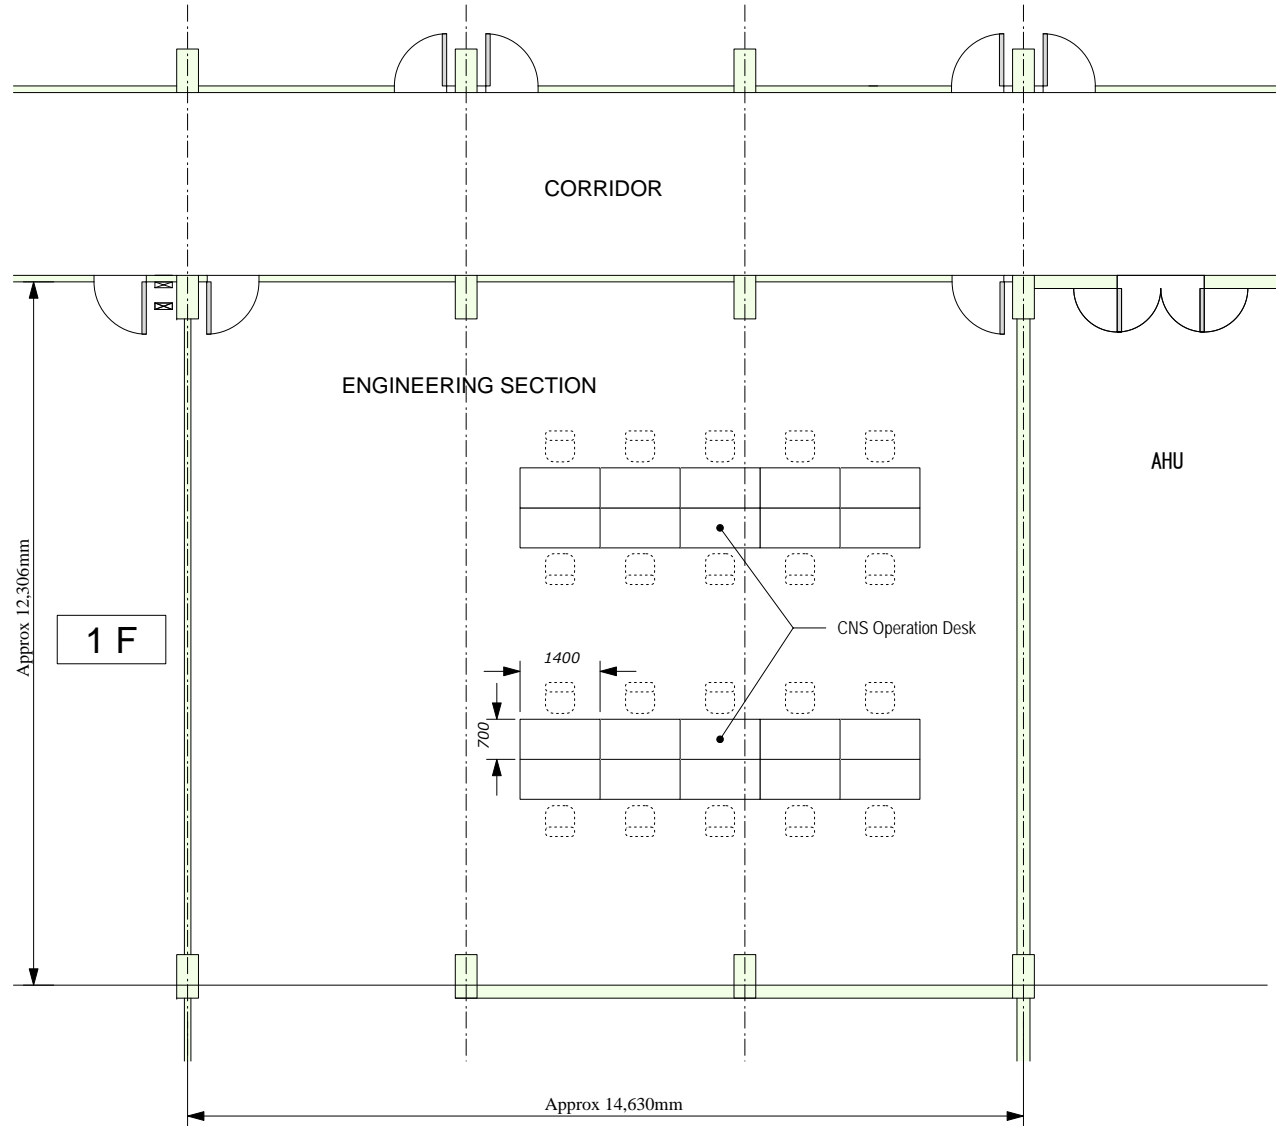 CORRIDOR
ENGINEERING SECTION
AHU
Approx 12,306mm
1 F
CNS Operation Desk
1400
700
Approx 14,630mm